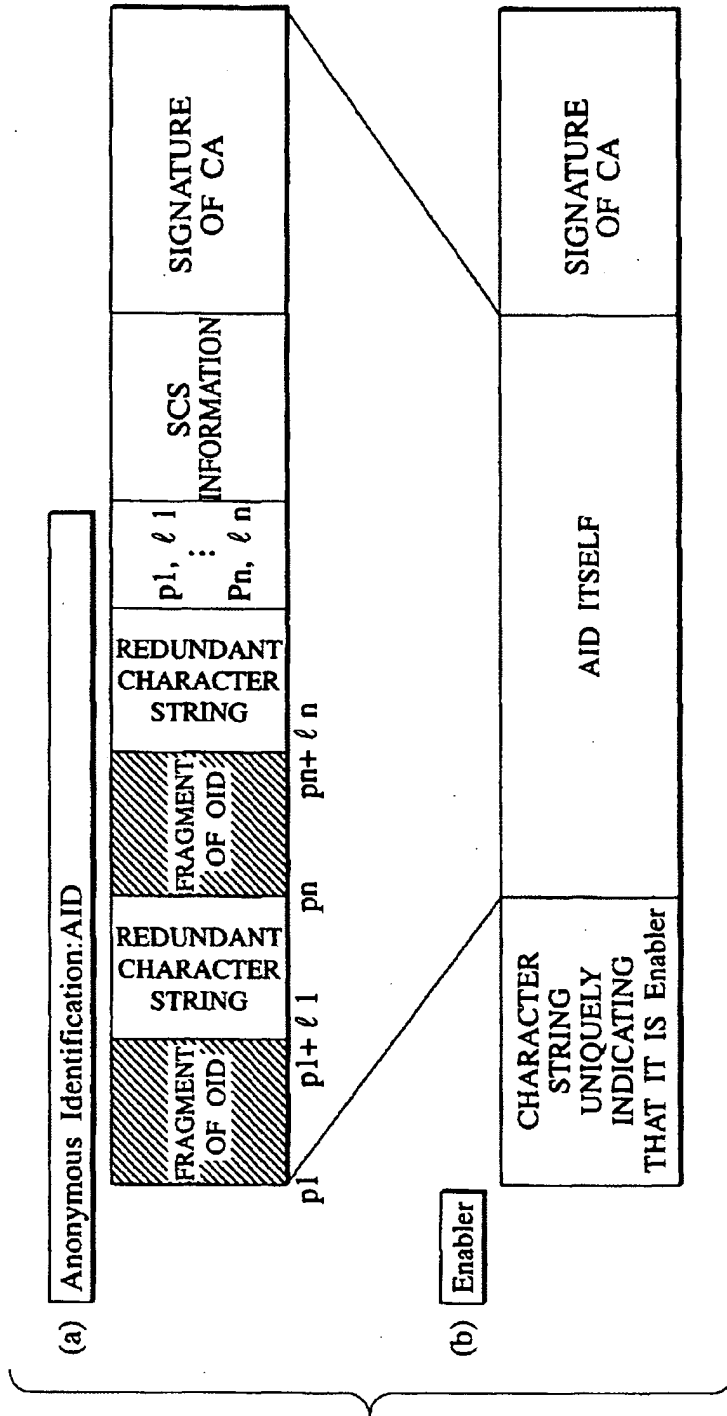 (a) Anonymous Identification:AID
FRAGMENT
OF OID
REDUNDANT
CHARACTER
STRING
FRAGMENT
OF OID
REDUNDANT
CHARACTER
STRING
p1, ℓ 1
⋮
Pn, ℓ n
SCS
INFORMATION
SIGNATURE
OF CA
p1
p1+ ℓ 1
pn
pn+ ℓ n
(b) Enabler
CHARACTER
STRING
UNIQUELY
INDICATING
THAT IT IS Enabler
AID ITSELF
SIGNATURE
OF CA